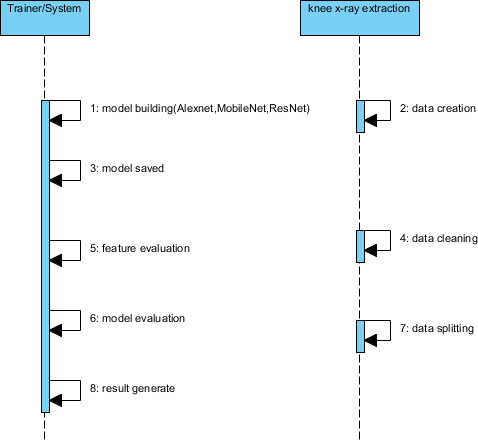 Trainer/System
knee x-ray extraction
1: model building(Alexnet,MobileNet,ResNet)
2: data creation
3: model saved
4: data cleaning
5: feature evaluation
6: model evaluation
7: data splitting
8: result generate